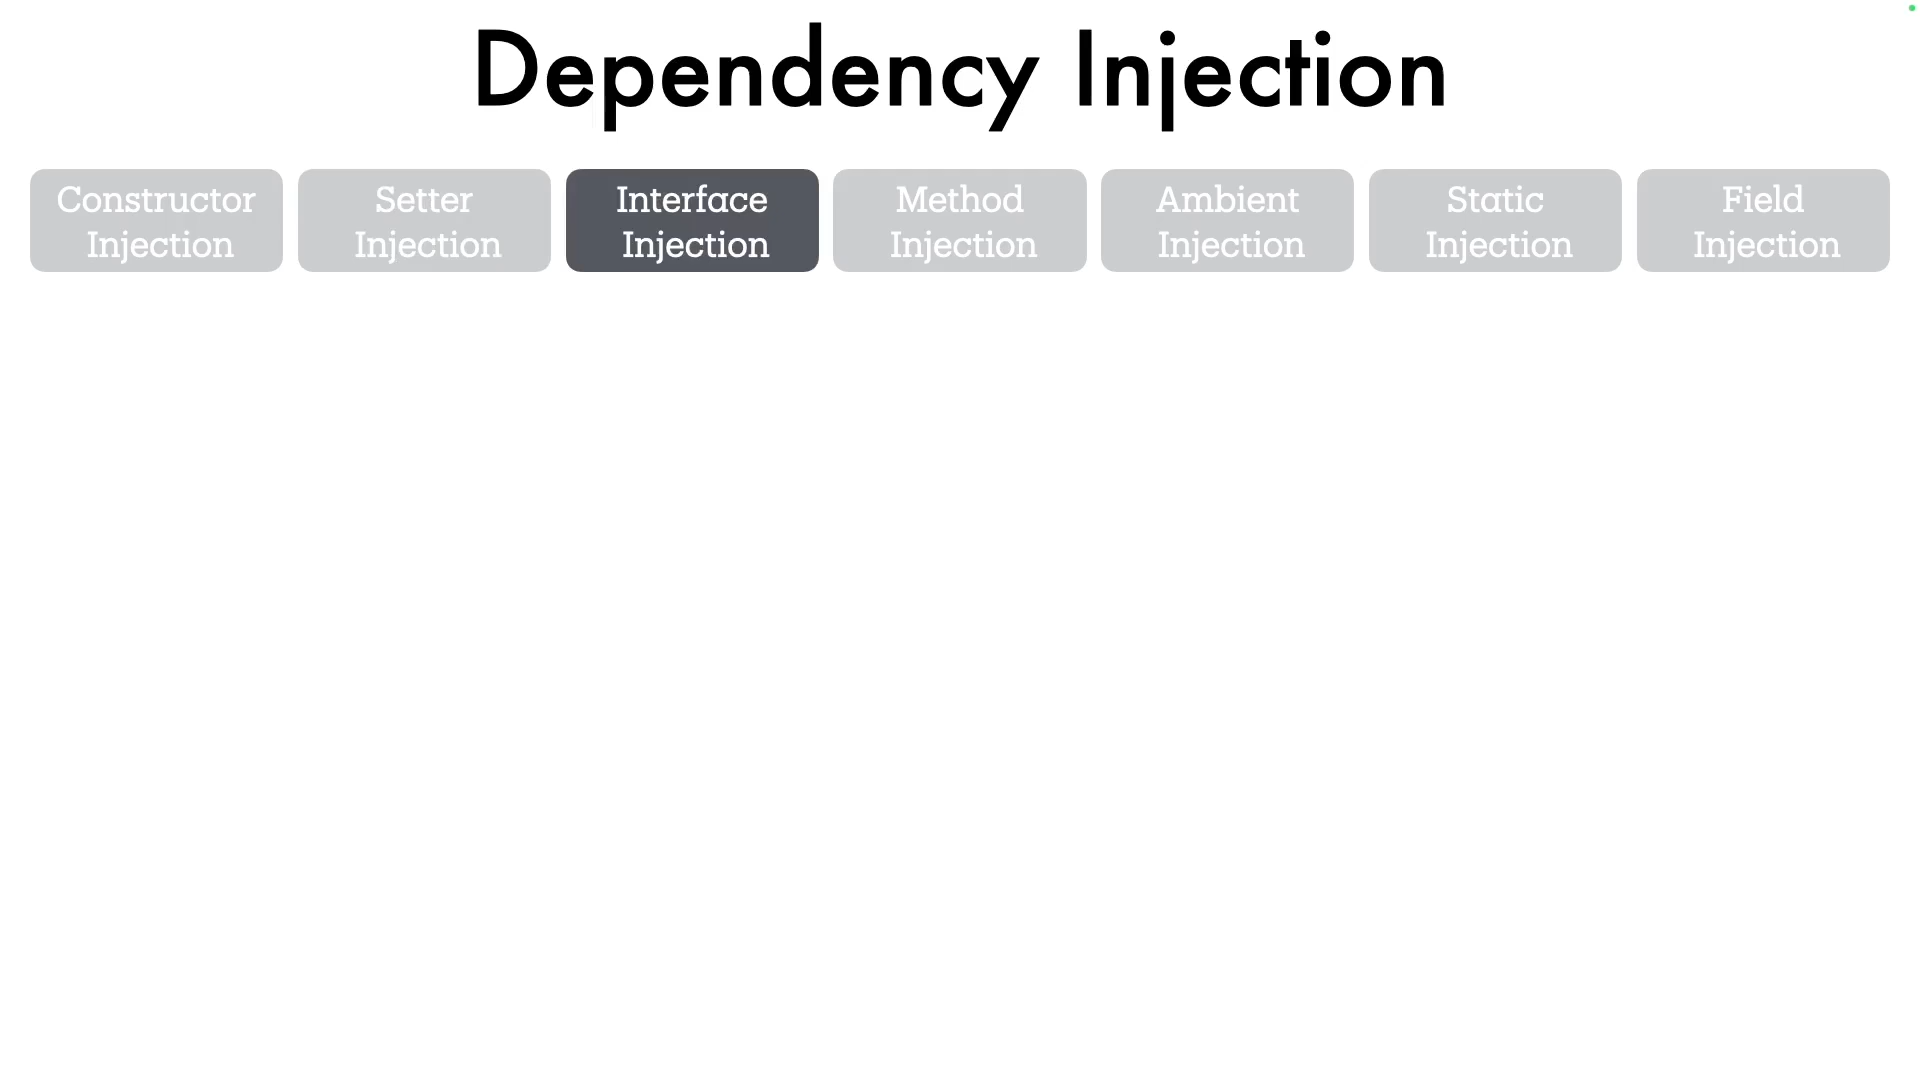 Dependency Injection
Constructor
Injection
Setter
Injection
Interface
Injection
Method
Injection
Ambient
Injection
Static
Injection
Field
Injection